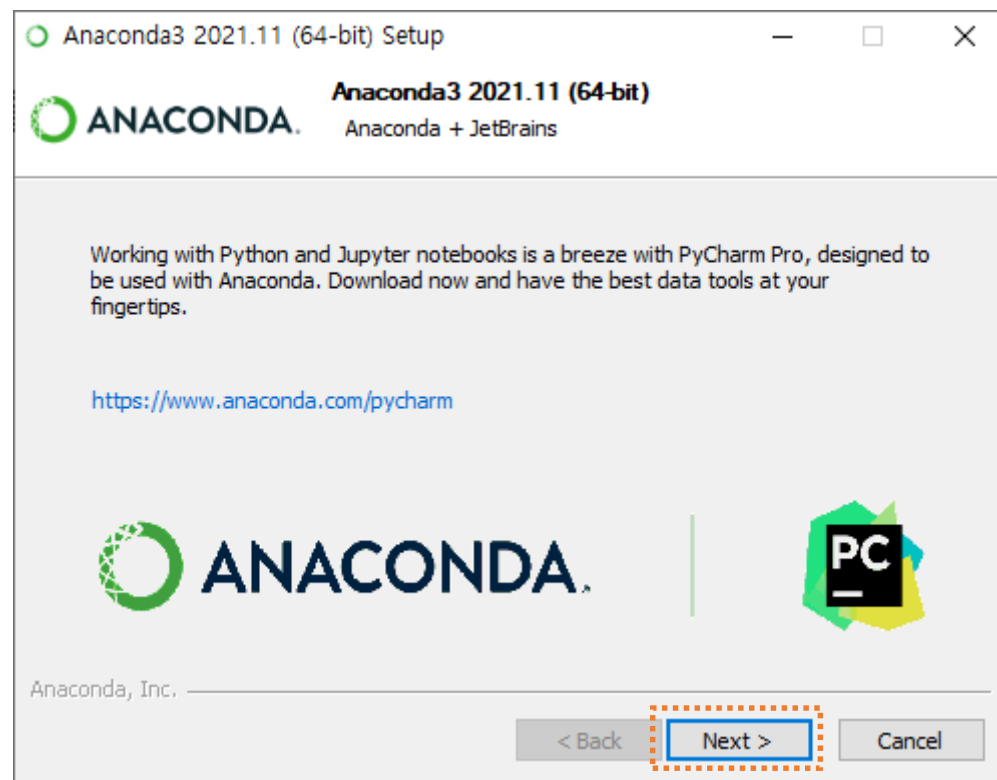 Anaconda3 2021.11 (64-bit) Setup
ANACONDA.
Anaconda3 2021.11 (64-bit)
Anaconda + JetBrains
Working with Python and Jupyter notebooks is a breeze with PyCharm Pro, designed to
be used with Anaconda. Download now and have the best data tools at your
fingertips.
https://www.anaconda.com/pycharm
ANACONDA.
PC
Anaconda, Inc.
< Back
Next >
Cancel